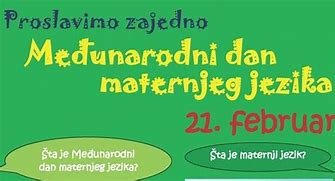 Proslavimo zajedno
Međunarodni dan
maternjeg jezika
21. februar
Šta je Međunarodni
dan maternjeg jezika?
Šta je maternji jezik?